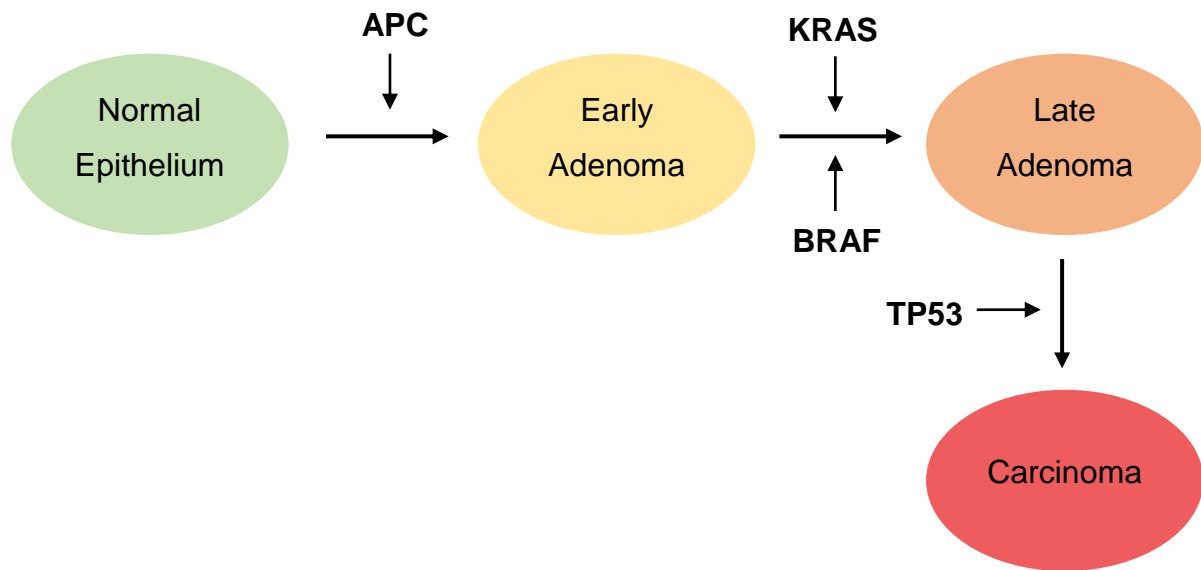 APC
KRAS
Normal
Epithelium
Early
Adenoma
Late
Adenoma
BRAF
TP53
Carcinoma